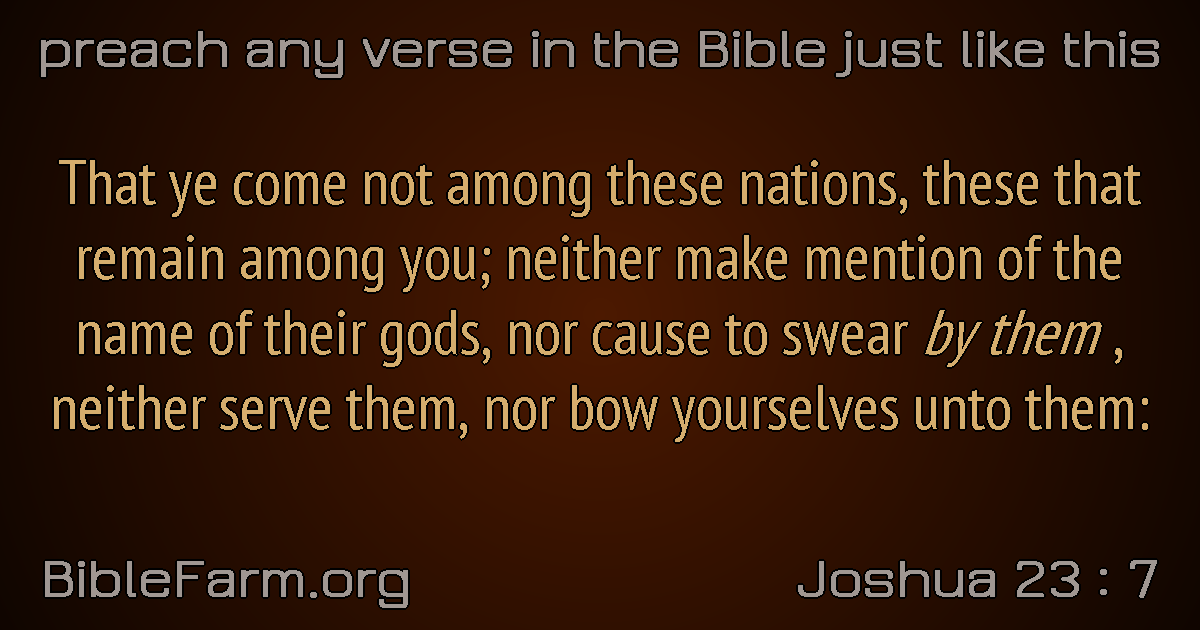 preach any verse in the Bible just like this
That ye come not among these nations, these that
remain among you; neither make mention of the
name of their gods, nor cause to swear by them ,
neither serve them, nor bow yourselves unto them:
BibleFarm.org
Joshua 23 : 7